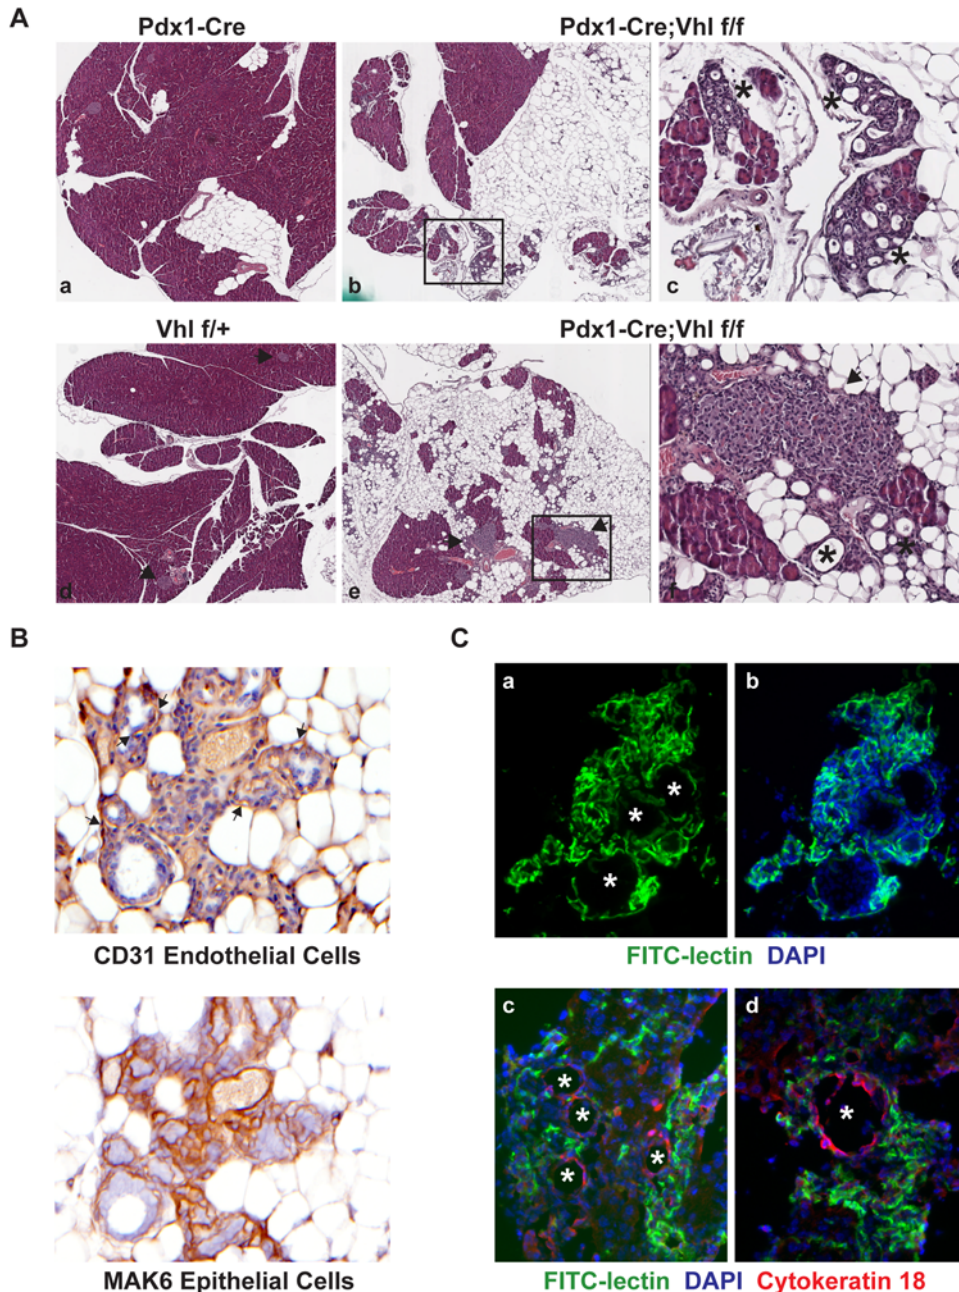 A
Pdx1-Cre
Pdx1-Cre;Vhl f/f
a
b
c
*
*
*
Vhl f/+
Pdx1-Cre;Vhl f/f
d
e
f
*
*
B
C
a
b
*
*
*
CD31 Endothelial Cells
FITC-lectin DAPI
c
d
*
*
*
*
*
MAK6 Epithelial Cells
FITC-lectin DAPI Cytokeratin 18